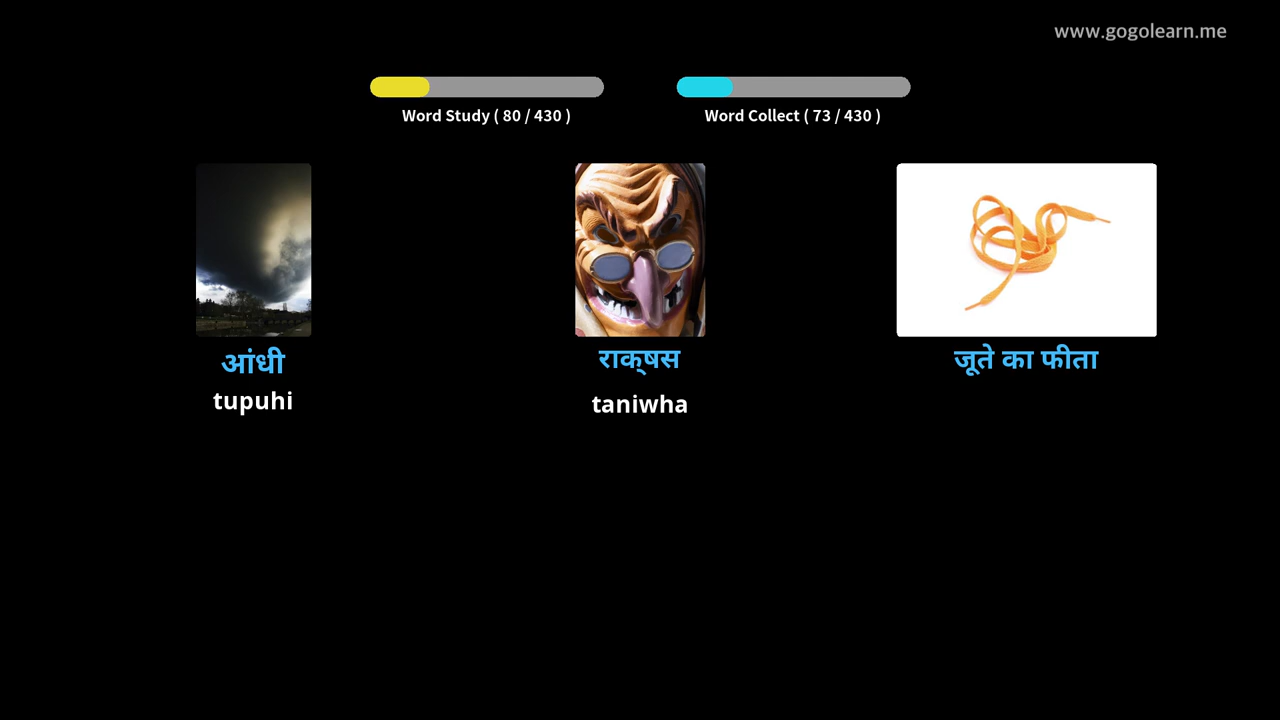 www.gogolearn.me
Word Study ( 80 / 430 )
Word Collect ( 73 / 430 )
आंधी
tupuhi
राक्षस
taniwha
जूते का फीता